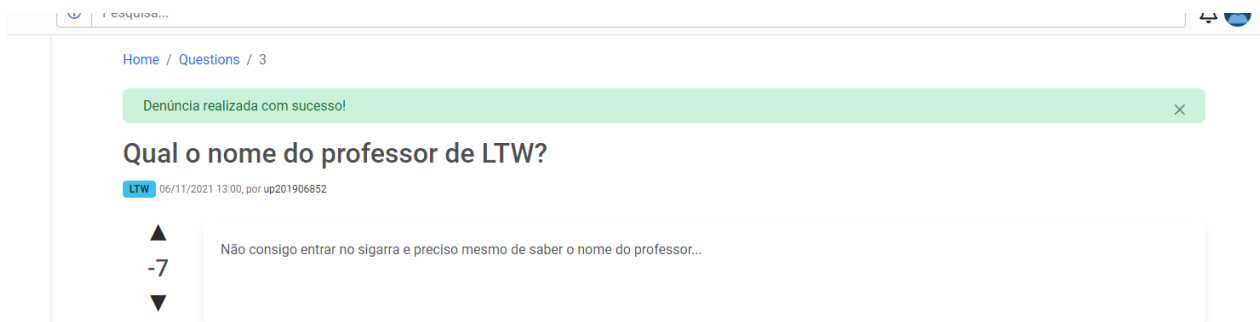 Pesquisa...
Home / Questions / 3
Denúncia realizada com sucesso!
Qual o nome do professor de LTW?
LTW 06/11/2021 13:00, por up201906852
Não consigo entrar no sigarra e preciso mesmo de saber o nome do professor...
-7